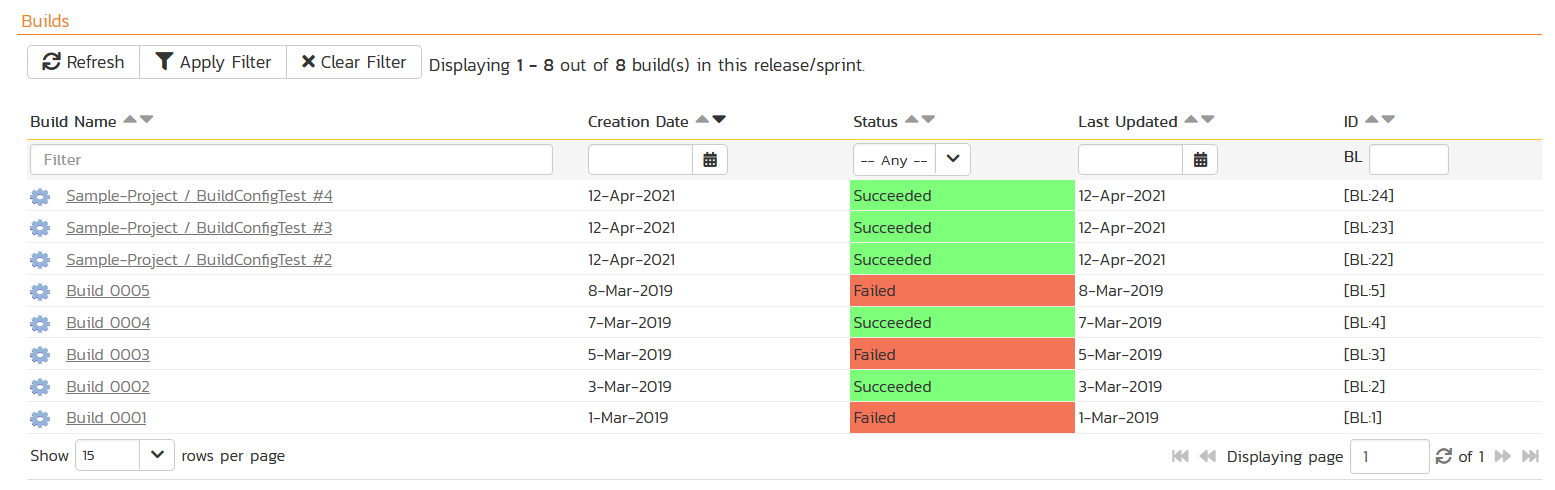 Builds
Refresh Apply Filter Clear Filter Displaying 1 - 8 out of 8 build(s) in this release/sprint.
Build Name Creation Date Status Last Updated ID
Filter -- Any -- BL
Sample-Project / BuildConfigTest #4 12-Apr-2021 Succeeded 12-Apr-2021 [BL:24]
Sample-Project / BuildConfigTest #3 12-Apr-2021 Succeeded 12-Apr-2021 [BL:23]
Sample-Project / BuildConfigTest #2 12-Apr-2021 Succeeded 12-Apr-2021 [BL:22]
Build 0005 8-Mar-2019 Failed 8-Mar-2019 [BL:5]
Build 0004 7-Mar-2019 Succeeded 7-Mar-2019 [BL:4]
Build 0003 5-Mar-2019 Failed 5-Mar-2019 [BL:3]
Build 0002 3-Mar-2019 Succeeded 3-Mar-2019 [BL:2]
Build 0001 1-Mar-2019 Failed 1-Mar-2019 [BL:1]
Show 15 rows per page Displaying page 1 of 1